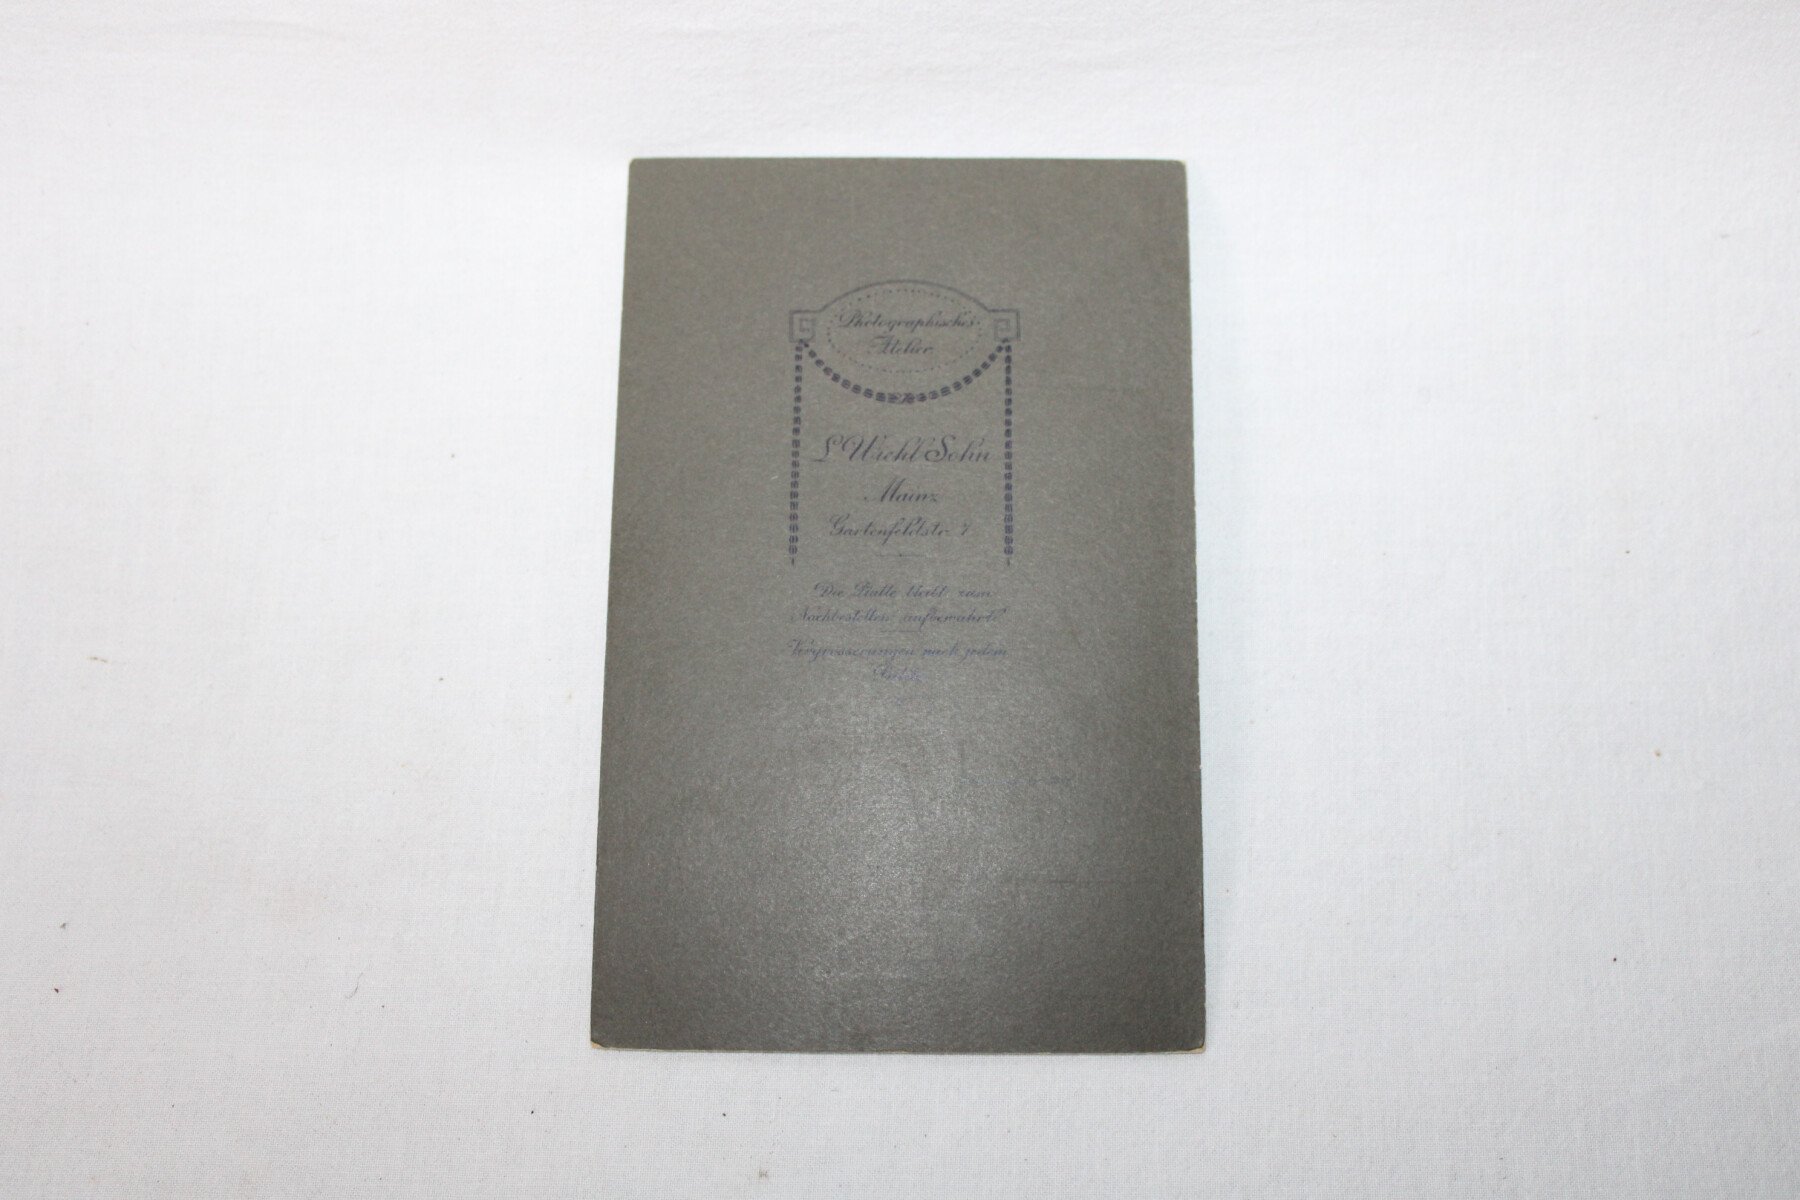 Photographisches
Atelier
L Wiehl Sohn
Mainz
Gartenfeldstr. 7
Die Platte bleibt zum
Nachbestellen aufbewahrt
Vergrösserungen nach jedem
Bilde